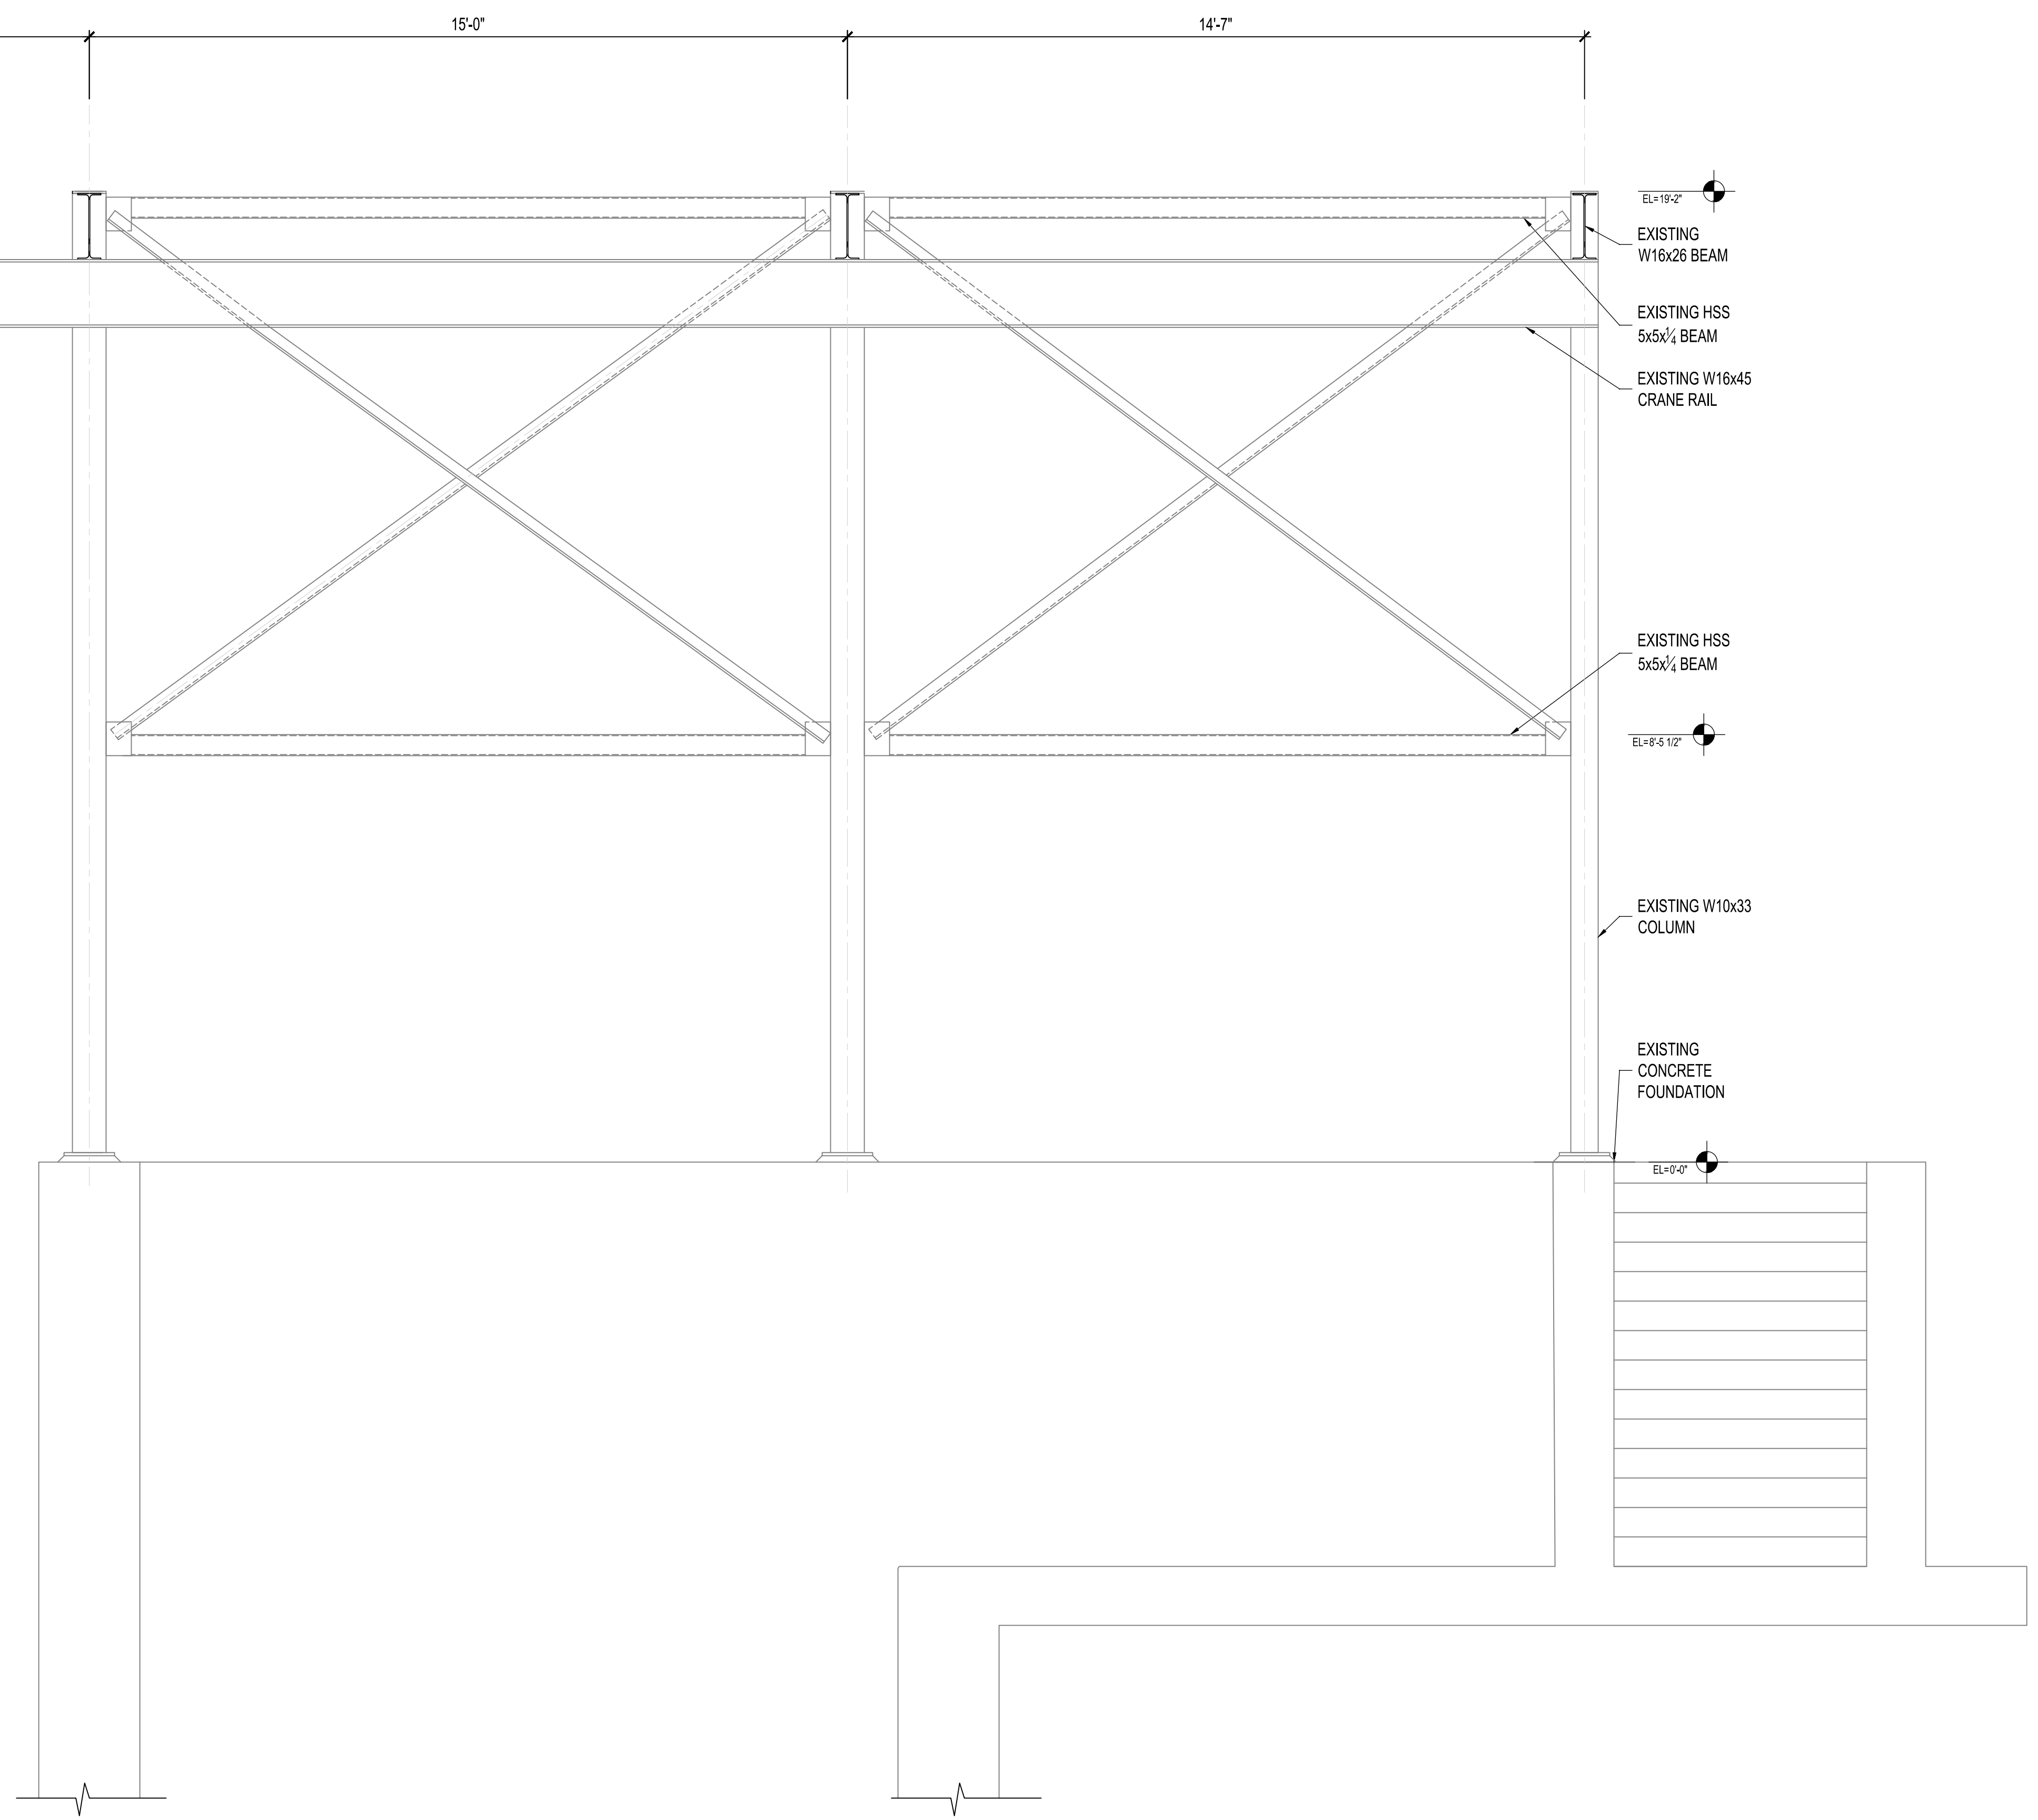 15'-0"
14'-7"
EL=19'-2"
EXISTING
W16x26 BEAM
EXISTING HSS
5x5x1/4 BEAM
EXISTING W16x45
CRANE RAIL
EXISTING HSS
5x5x1/4 BEAM
EL=8'-5 1/2"
EXISTING W10x33
COLUMN
EXISTING
CONCRETE
FOUNDATION
EL=0'-0"